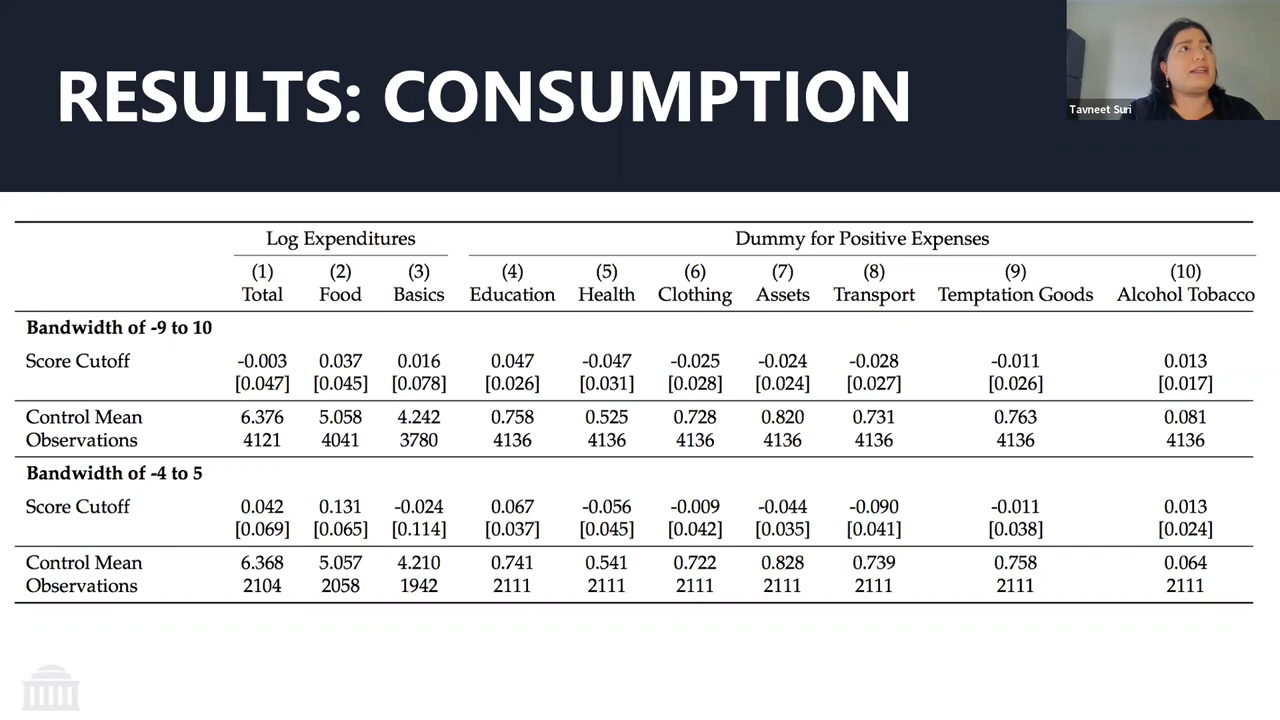 RESULTS: CONSUMPTION
Tavneet Suri
Log Expenditures Dummy for Positive Expenses
(1) (2) (3) (4) (5) (6) (7) (8) (9) (10)
Total Food Basics Education Health Clothing Assets Transport Temptation Goods Alcohol Tobacco
Bandwidth of -9 to 10
Score Cutoff -0.003 0.037 0.016 0.047 -0.047 -0.025 -0.024 -0.028 -0.011 0.013
[0.047] [0.045] [0.078] [0.026] [0.031] [0.028] [0.024] [0.027] [0.026] [0.017]
Control Mean 6.376 5.058 4.242 0.758 0.525 0.728 0.820 0.731 0.763 0.081
Observations 4121 4041 3780 4136 4136 4136 4136 4136 4136 4136
Bandwidth of -4 to 5
Score Cutoff 0.042 0.131 -0.024 0.067 -0.056 -0.009 -0.044 -0.090 -0.011 0.013
[0.069] [0.065] [0.114] [0.037] [0.045] [0.042] [0.035] [0.041] [0.038] [0.024]
Control Mean 6.368 5.057 4.210 0.741 0.541 0.722 0.828 0.739 0.758 0.064
Observations 2104 2058 1942 2111 2111 2111 2111 2111 2111 2111